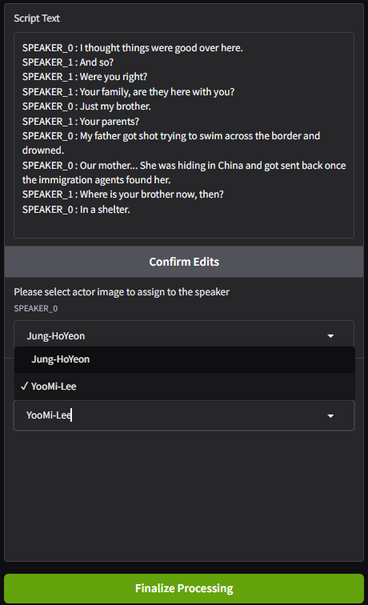 Script Text
SPEAKER_0 : I thought things were good over here.
SPEAKER_1 : And so?
SPEAKER_1 : Were you right?
SPEAKER_1 : Your family, are they here with you?
SPEAKER_0 : Just my brother.
SPEAKER_1 : Your parents?
SPEAKER_0 : My father got shot trying to swim across the border and
drowned.
SPEAKER_0 : Our mother... She was hiding in China and got sent back once
the immigration agents found her.
SPEAKER_1 : Where is your brother now, then?
SPEAKER_0 : In a shelter.
Confirm Edits
Please select actor image to assign to the speaker
SPEAKER_0
Jung-HoYeon
Jung-HoYeon
✓ YooMi-Lee
YooMi-Lee
Finalize Processing